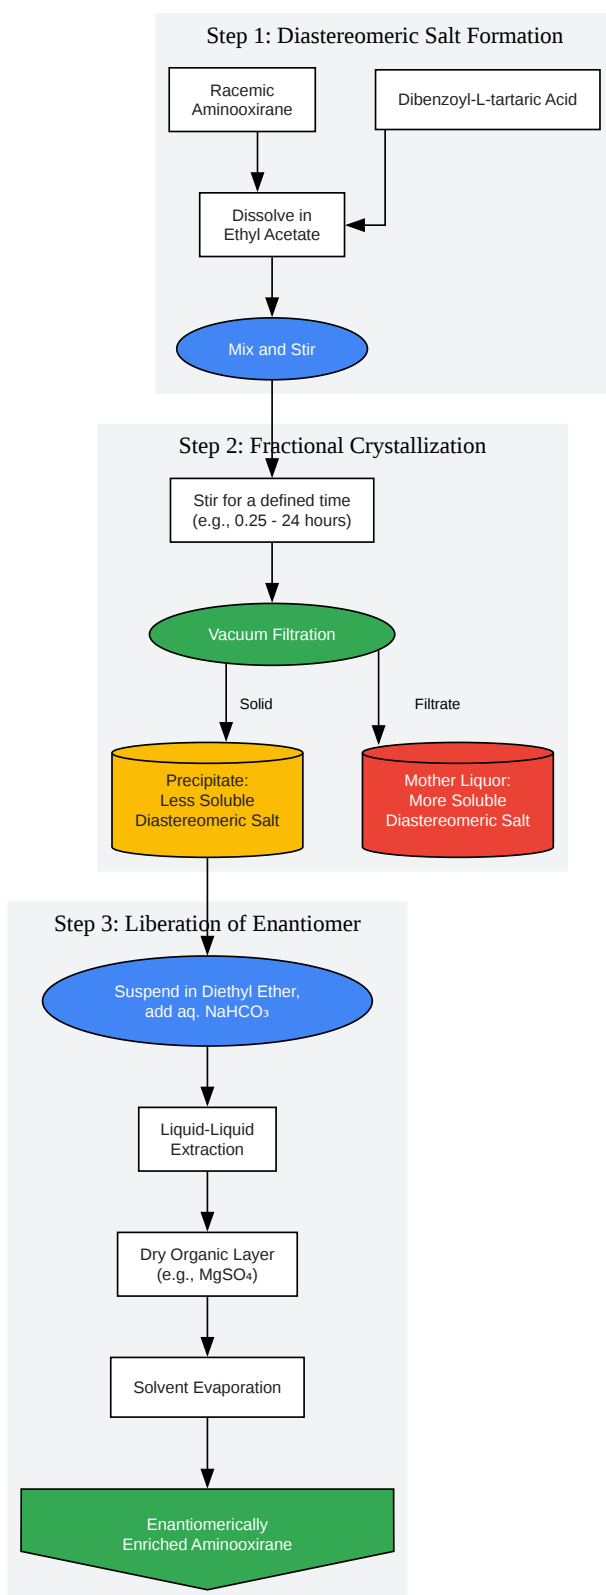 Step 1: Diastereomeric Salt Formation
Racemic
Aminooxirane
Dibenzoyl-L-tartaric Acid
Dissolve in
Ethyl Acetate
Mix and Stir
Step 2: Fractional Crystallization
Stir for a defined time
(e.g., 0.25 - 24 hours)
Vacuum Filtration
Solid
Filtrate
Precipitate:
Less Soluble
Diastereomeric Salt
Mother Liquor:
More Soluble
Diastereomeric Salt
Step 3: Liberation of Enantiomer
Suspend in Diethyl Ether,
add aq. NaHCO₃
Liquid-Liquid
Extraction
Dry Organic Layer
(e.g., MgSO₄)
Solvent Evaporation
Enantiomerically
Enriched Aminooxirane